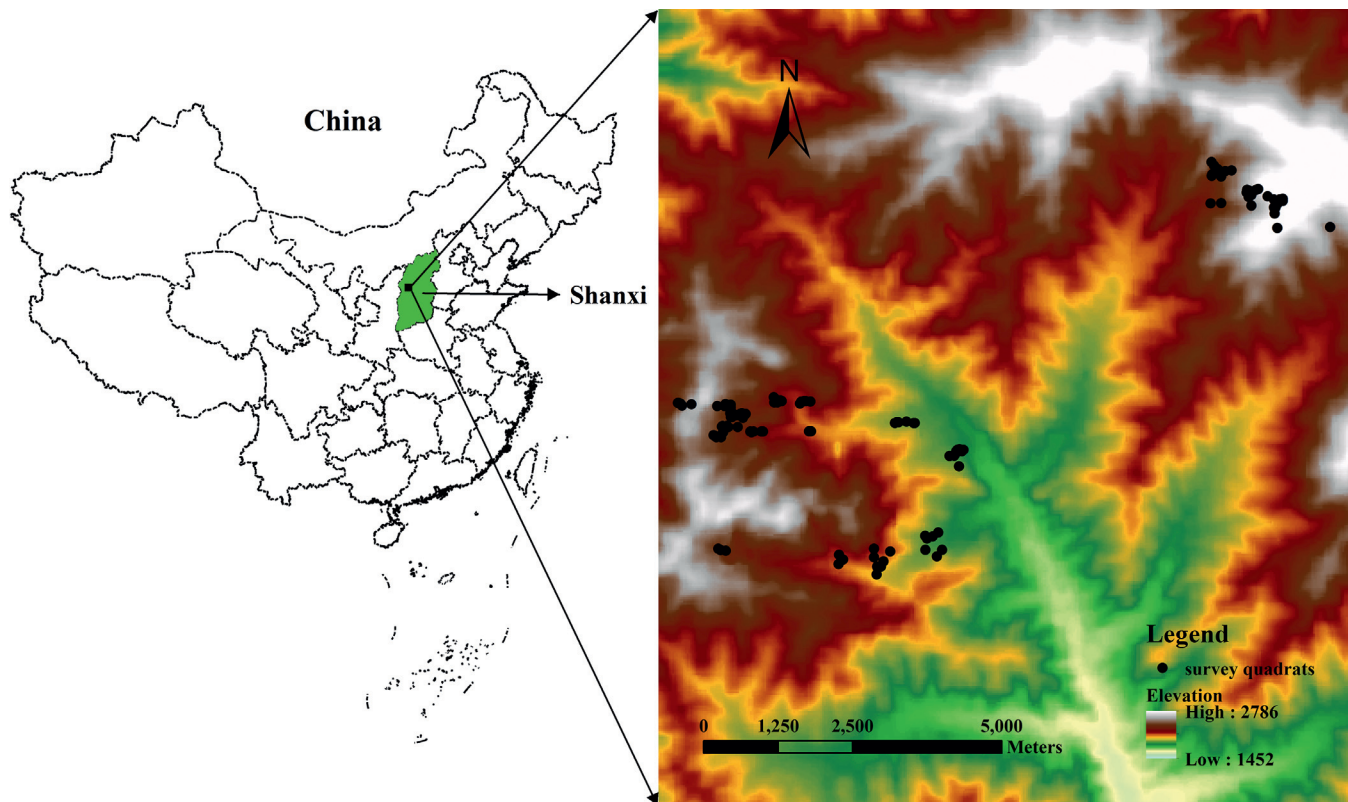 China
Shanxi
N
Legend
survey quadrats
Elevation
High : 2786
Low : 1452
0 1,250 2,500 5,000
Meters